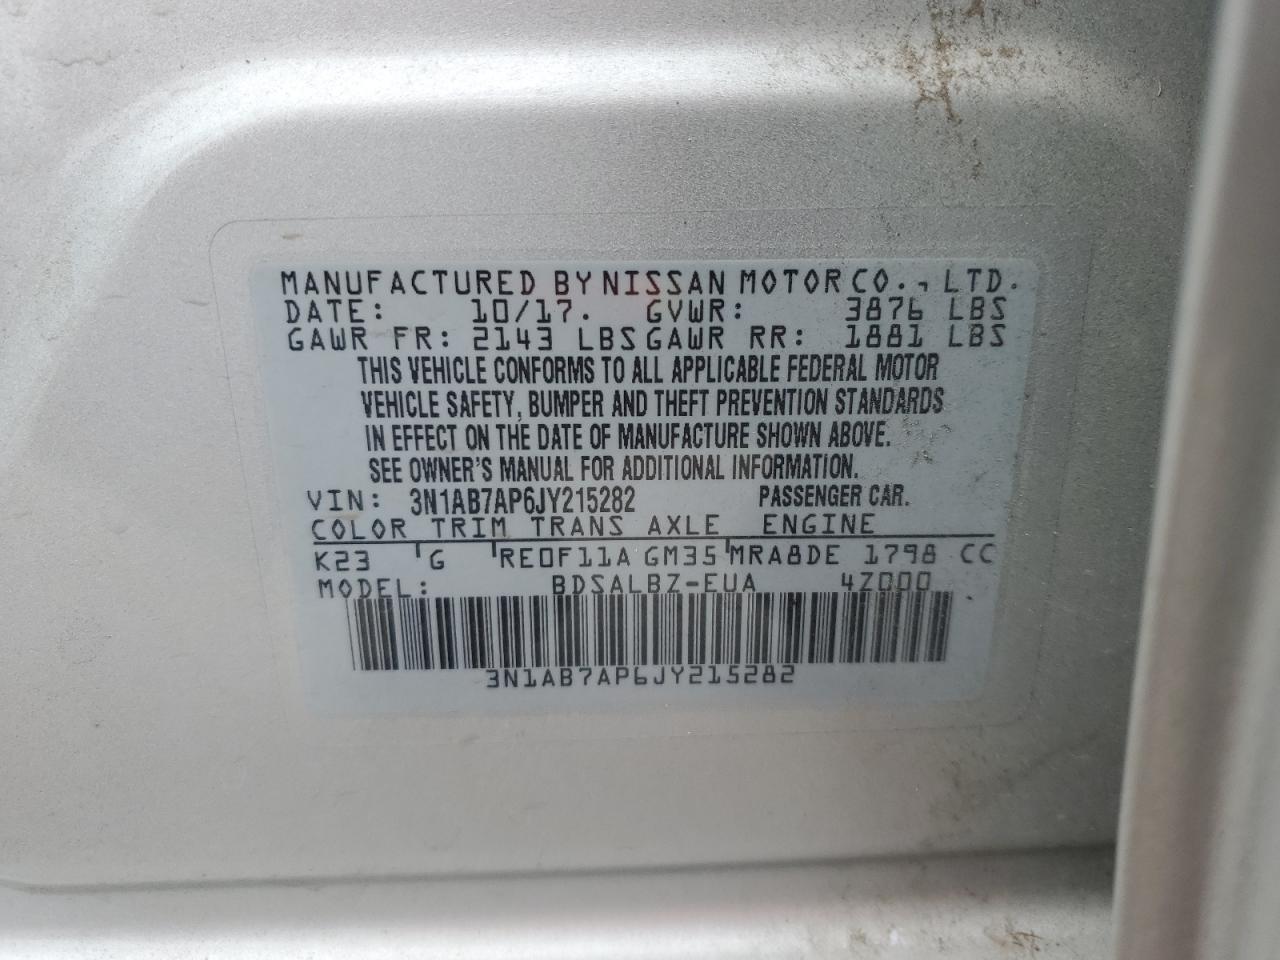 MANUFACTURED BY NISSAN MOTOR CO., LTD.
DATE: 10/17. GVWR: 3876 LBS
GAWR FR: 2143 LBS GAWR RR: 1881 LBS
THIS VEHICLE CONFORMS TO ALL APPLICABLE FEDERAL MOTOR
VEHICLE SAFETY, BUMPER AND THEFT PREVENTION STANDARDS
IN EFFECT ON THE DATE OF MANUFACTURE SHOWN ABOVE.
SEE OWNER'S MANUAL FOR ADDITIONAL INFORMATION.
VIN: 3N1AB7AP6JY215282 PASSENGER CAR.
COLOR TRIM TRANS AXLE ENGINE
K23 G RE0F11A GM35 MRA8DE 1798 CC
MODEL: BDSALBZ-EUA 4Z000
3N1AB7AP6JY215282